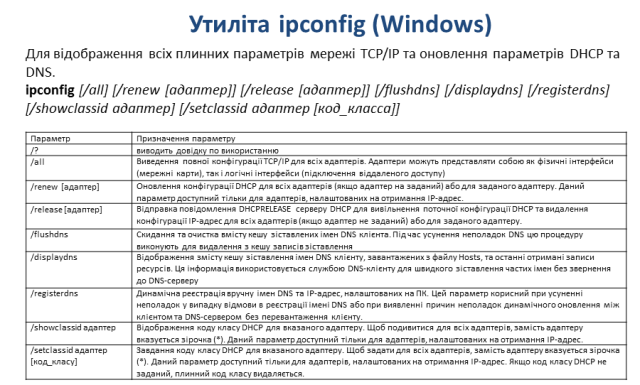 Утиліта ipconfig (Windows)
Для відображення всіх плинних параметрів мережі TCP/IP та оновлення параметрів DHCP та
DNS.
ipconfig [/all] [/renew [адаптер]] [/release [адаптер]] [/flushdns] [/displaydns] [/registerdns]
[/showclassid адаптер] [/setclassid адаптер [код_класса]]
Параметр Призначення параметру
/? виводить довідку по використанню
/all Виведення повної конфігурації TCP/IP для всіх адаптерів. Адаптери можуть представляти собою як фізичні інтерфейси
(мережні карти), так і логічні інтерфейси (підключення віддаленого доступу)
/renew [адаптер] Оновлення конфігурації DHCP для всіх адаптерів (якщо адаптер на заданий) або для заданого адаптеру. Даний
параметр доступний тільки для адаптерів, налаштованих на отримання IP-адрес.
/release [адаптер] Відправка повідомлення DHCPRELEASE серверу DHCP для вивільнення поточної конфігурації DHCP та видалення
конфігурації IP-адрес для всіх адаптерів (якщо адаптер не заданий) або для заданого адаптеру.
/flushdns Скидання та очистка вмісту кешу зіставлених імен DNS клієнта. Під час усунення неполадок DNS цю процедуру
виконують для видалення з кешу записів зіставлення
/displaydns Відображення змісту кешу зіставлення імен DNS клієнту, завантажених з файлу Hosts, та останні отримані записи
ресурсів. Ця інформація використовується службою DNS-клієнту для швидкого зіставлення частих імен без звернення
до DNS-серверу
/registerdns Динамічна реєстрація вручну імен DNS та IP-адрес, налаштованих на ПК. Цей параметр корисний при усуненні
неполадок у випадку відмови в реєстрації імені DNS або при виявленні причин неполадок динамічного оновлення між
клієнтом та DNS-сервером без перевантаження клієнту.
/showclassid адаптер Відображення коду класу DHCP для вказаного адаптеру. Щоб подивитися для всіх адаптерів, замість адаптеру
вказується зірочка (*). Даний параметр доступний тільки для адаптерів, налаштованих на отримання IP-адрес.
/setclassid адаптер Завдання коду класу DHCP для вказаного адаптеру. Щоб задати для всіх адаптерів, замість адаптеру вказується зірочка
[код_класу] (*). Даний параметр доступний тільки для адаптерів, налаштованих на отримання IP-адрес. Якщо код класу DHCP не
заданий, плинний код класу видаляється.